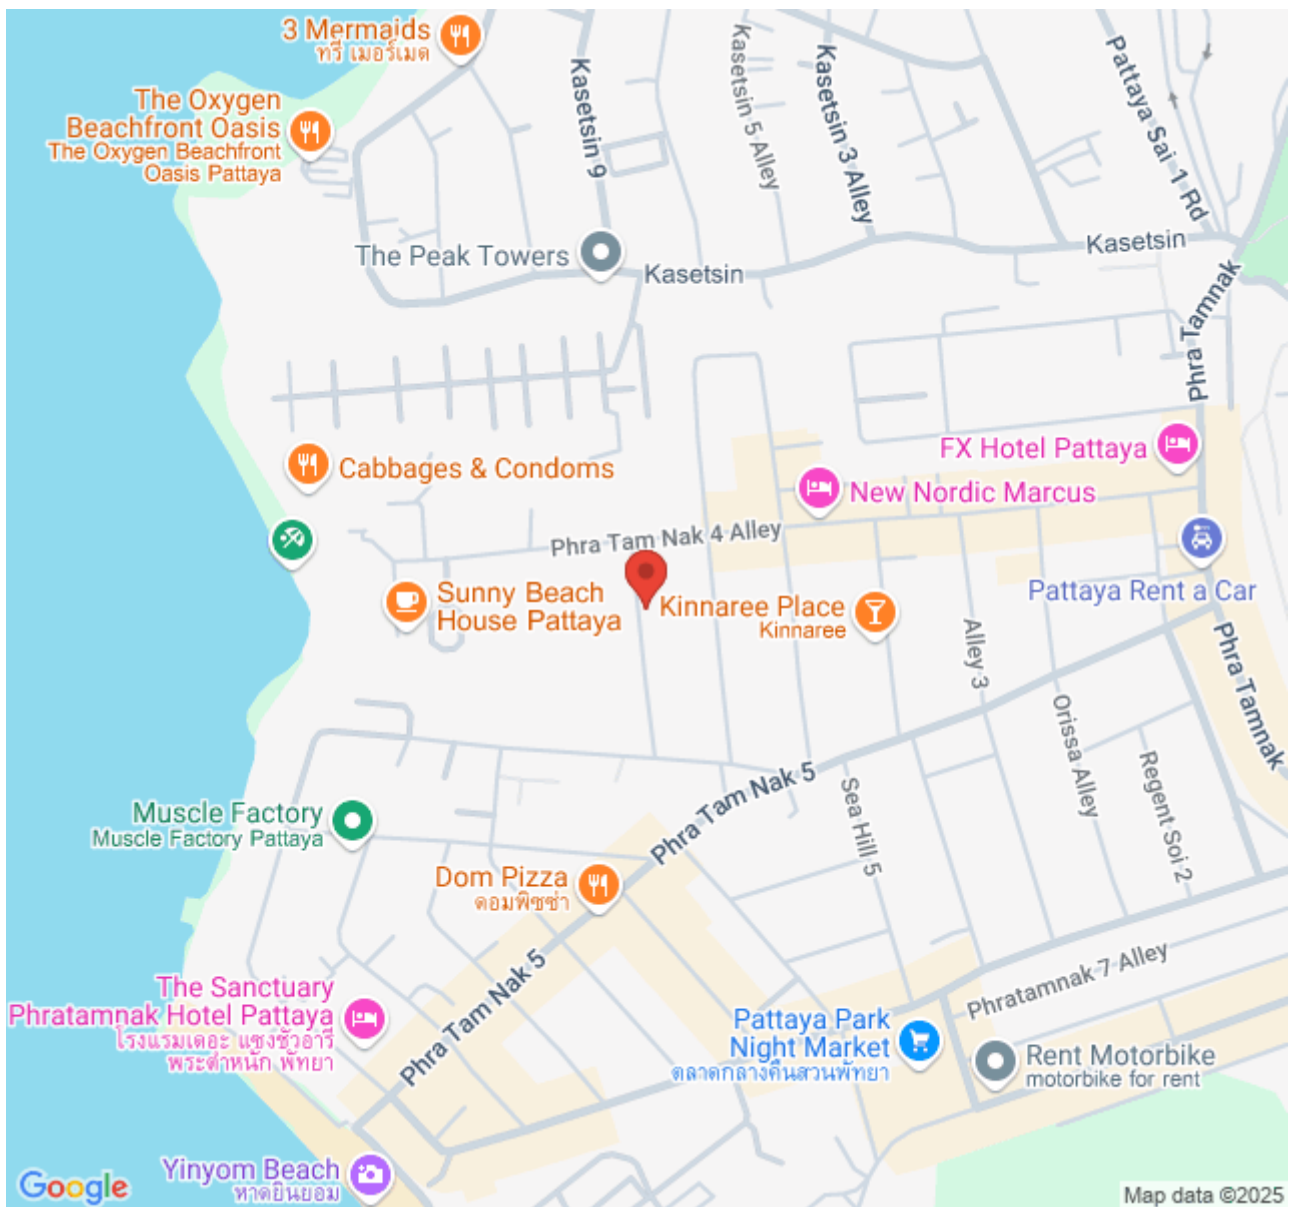 3 Mermaids
ทรี เมอร์เมด
The Oxygen
Beachfront Oasis
The Oxygen Beachfront
Oasis Pattaya
Kasetsin 9
Kasetsin 5 Alley
Kasetsin 3 Alley
Pattaya Sai 1 Rd
The Peak Towers
Kasetsin
Kasetsin
Phra Tamnak
FX Hotel Pattaya
Cabbages & Condoms
New Nordic Marcus
Phra Tam Nak 4 Alley
Pattaya Rent a Car
Sunny Beach
House Pattaya
Kinnaree Place
Kinnaree
Alley 3
Phra Tamnak
Orissa Alley
Regent Soi 2
Sea Hill 5
Phra Tam Nak 5
Muscle Factory
Muscle Factory Pattaya
Dom Pizza
ดอมพิซซ่า
Phra Tam Nak 5
Phratamnak 7 Alley
The Sanctuary
Phratamnak Hotel Pattaya
โรงแรมเดอะ แซงชัวอารี
พระตำหนัก พัทยา
Pattaya Park
Night Market
ตลาดกลางคืนสวนพัทยา
Rent Motorbike
motorbike for rent
Yinyom Beach
หาดยินยอม
Google
Map data ©2025